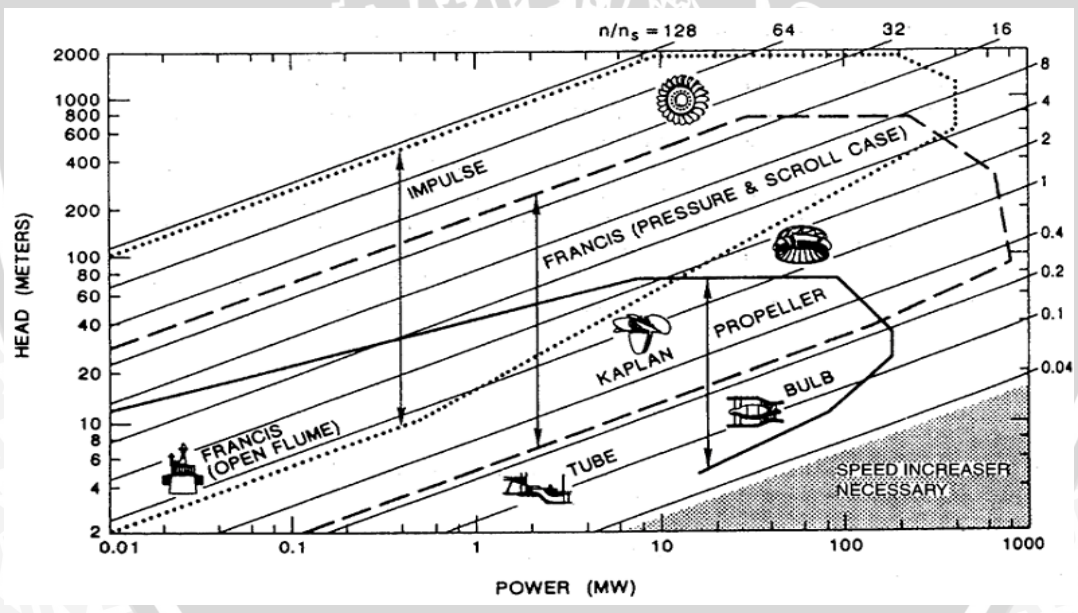 n/ns = 128
64
32
16
2000
1000
800
600
400
200
100
80
60
40
20
10
8
6
4
2
HEAD (METERS)
8
4
2
1
0.4
0.2
0.1
0.04
IMPULSE
FRANCIS (PRESSURE & SCROLL CASE)
PROPELLER
KAPLAN
BULB
FRANCIS
(OPEN FLUME)
TUBE
SPEED INCREASER
NECESSARY
0.01
0.1
1
10
100
1000
POWER (MW)